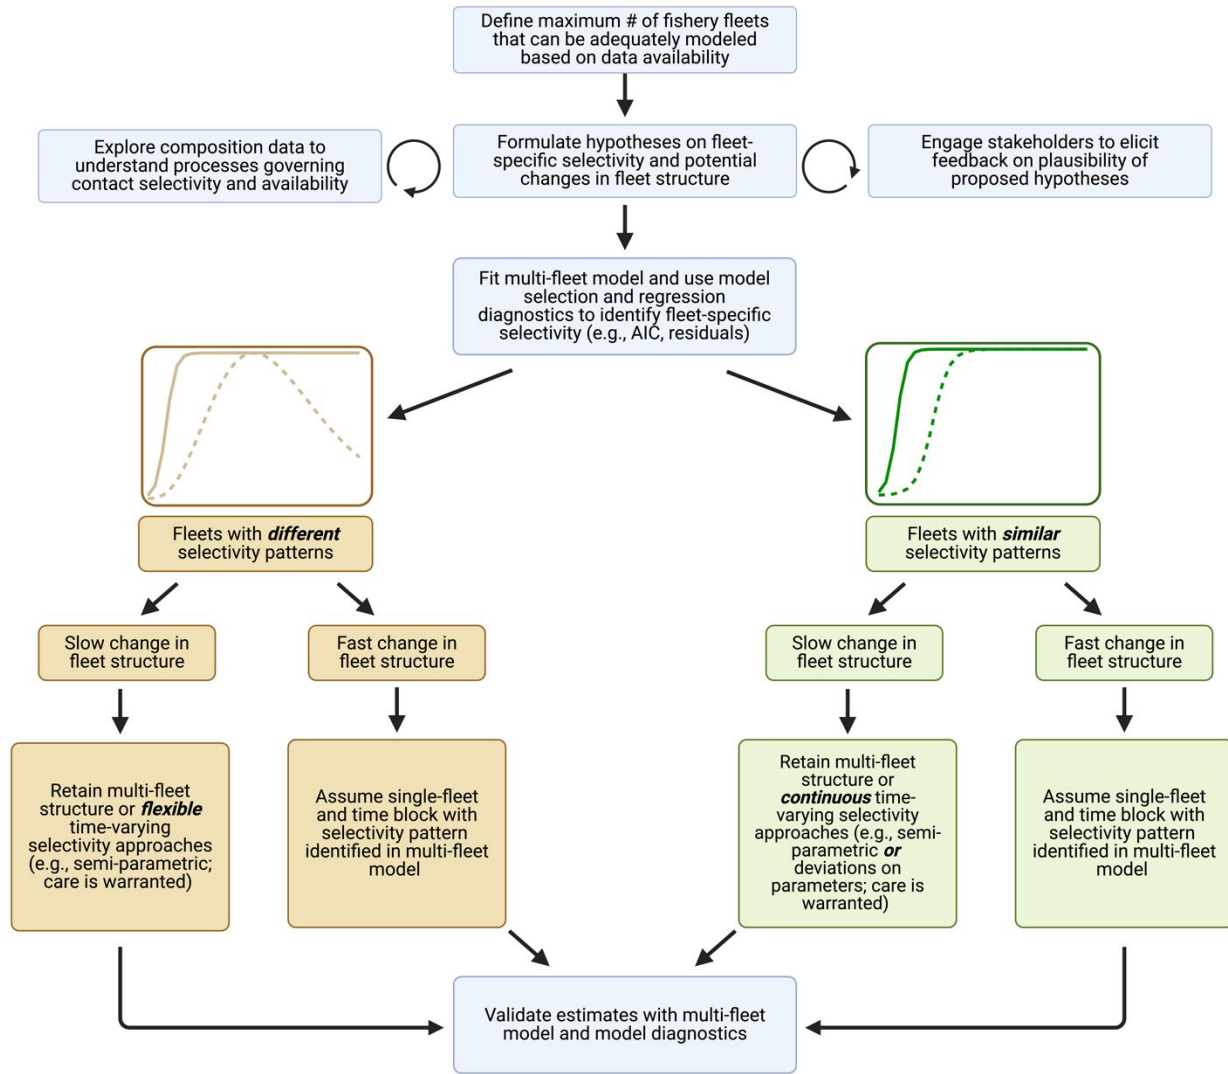 Define maximum # of fishery fleets
that can be adequately modeled
based on data availability
Explore composition data to
understand processes governing
contact selectivity and availability
Formulate hypotheses on fleet-
specific selectivity and potential
changes in fleet structure
Engage stakeholders to elicit
feedback on plausibility of
proposed hypotheses
Fit multi-fleet model and use model
selection and regression
diagnostics to identify fleet-specific
selectivity (e.g., AIC, residuals)
Fleets with different
selectivity patterns
Fleets with similar
selectivity patterns
Slow change in
fleet structure
Fast change in
fleet structure
Slow change in
fleet structure
Fast change in
fleet structure
Retain multi-fleet
structure or flexible
time-varying
selectivity approaches
(e.g., semi-parametric;
care is warranted)
Assume single-fleet
and time block with
selectivity pattern
identified in multi-fleet
model
Retain multi-fleet
structure or
continuous time-
varying selectivity
approaches (e.g., semi-
parametric or
deviations on
parameters; care is
warranted)
Assume single-fleet
and time block with
selectivity pattern
identified in multi-fleet
model
Validate estimates with multi-fleet
model and model diagnostics